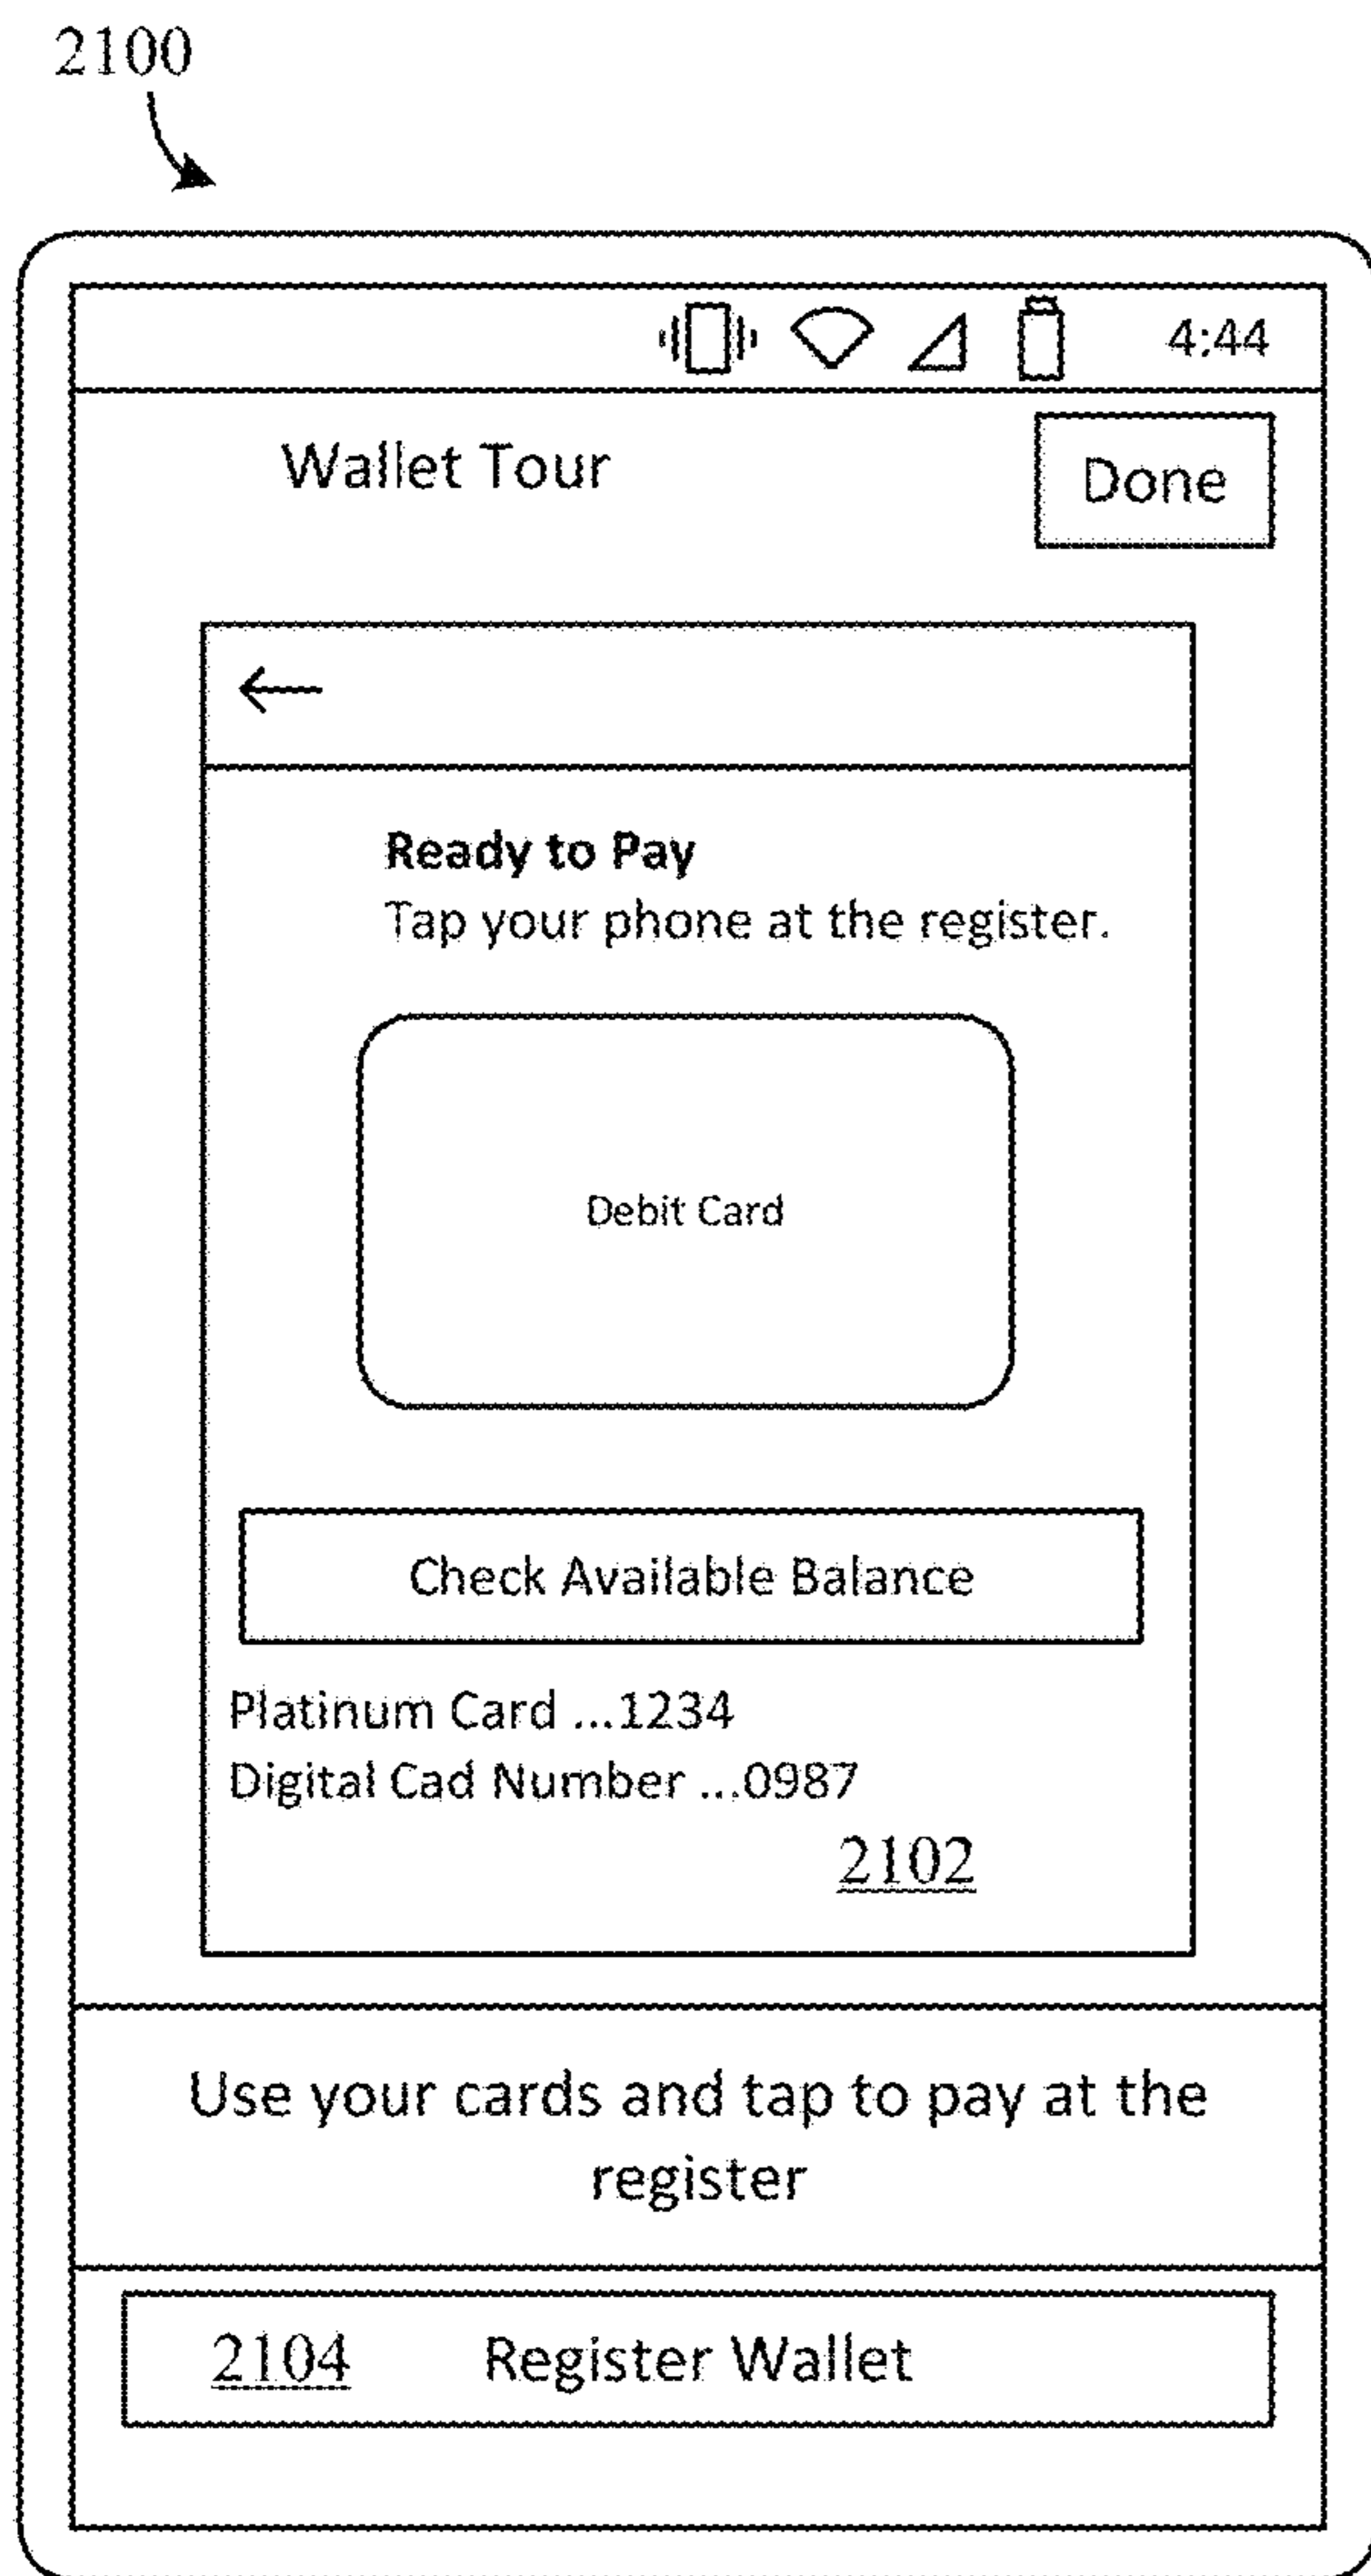 2100
4:44
Wallet Tour
Done
Ready to Pay
Tap your phone at the register.
Debit Card
Check Available Balance
Platinum Card ...1234
Digital Cad Number ...0987
2102
Use your cards and tap to pay at the
register
2104 Register Wallet